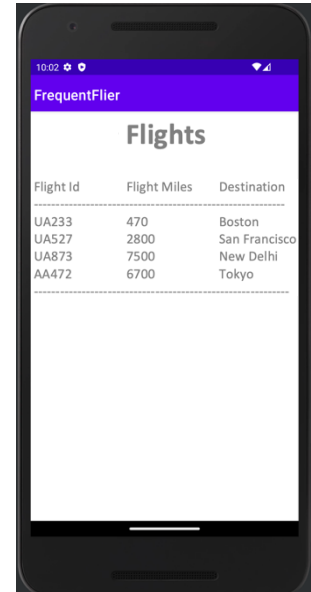 10:02
FrequentFlier
Flights
Flight Id Flight Miles Destination
------------------------------------------------------------
UA233 470 Boston
UA527 2800 San Francisco
UA873 7500 New Delhi
AA472 6700 Tokyo
-------------------------------------------------------------